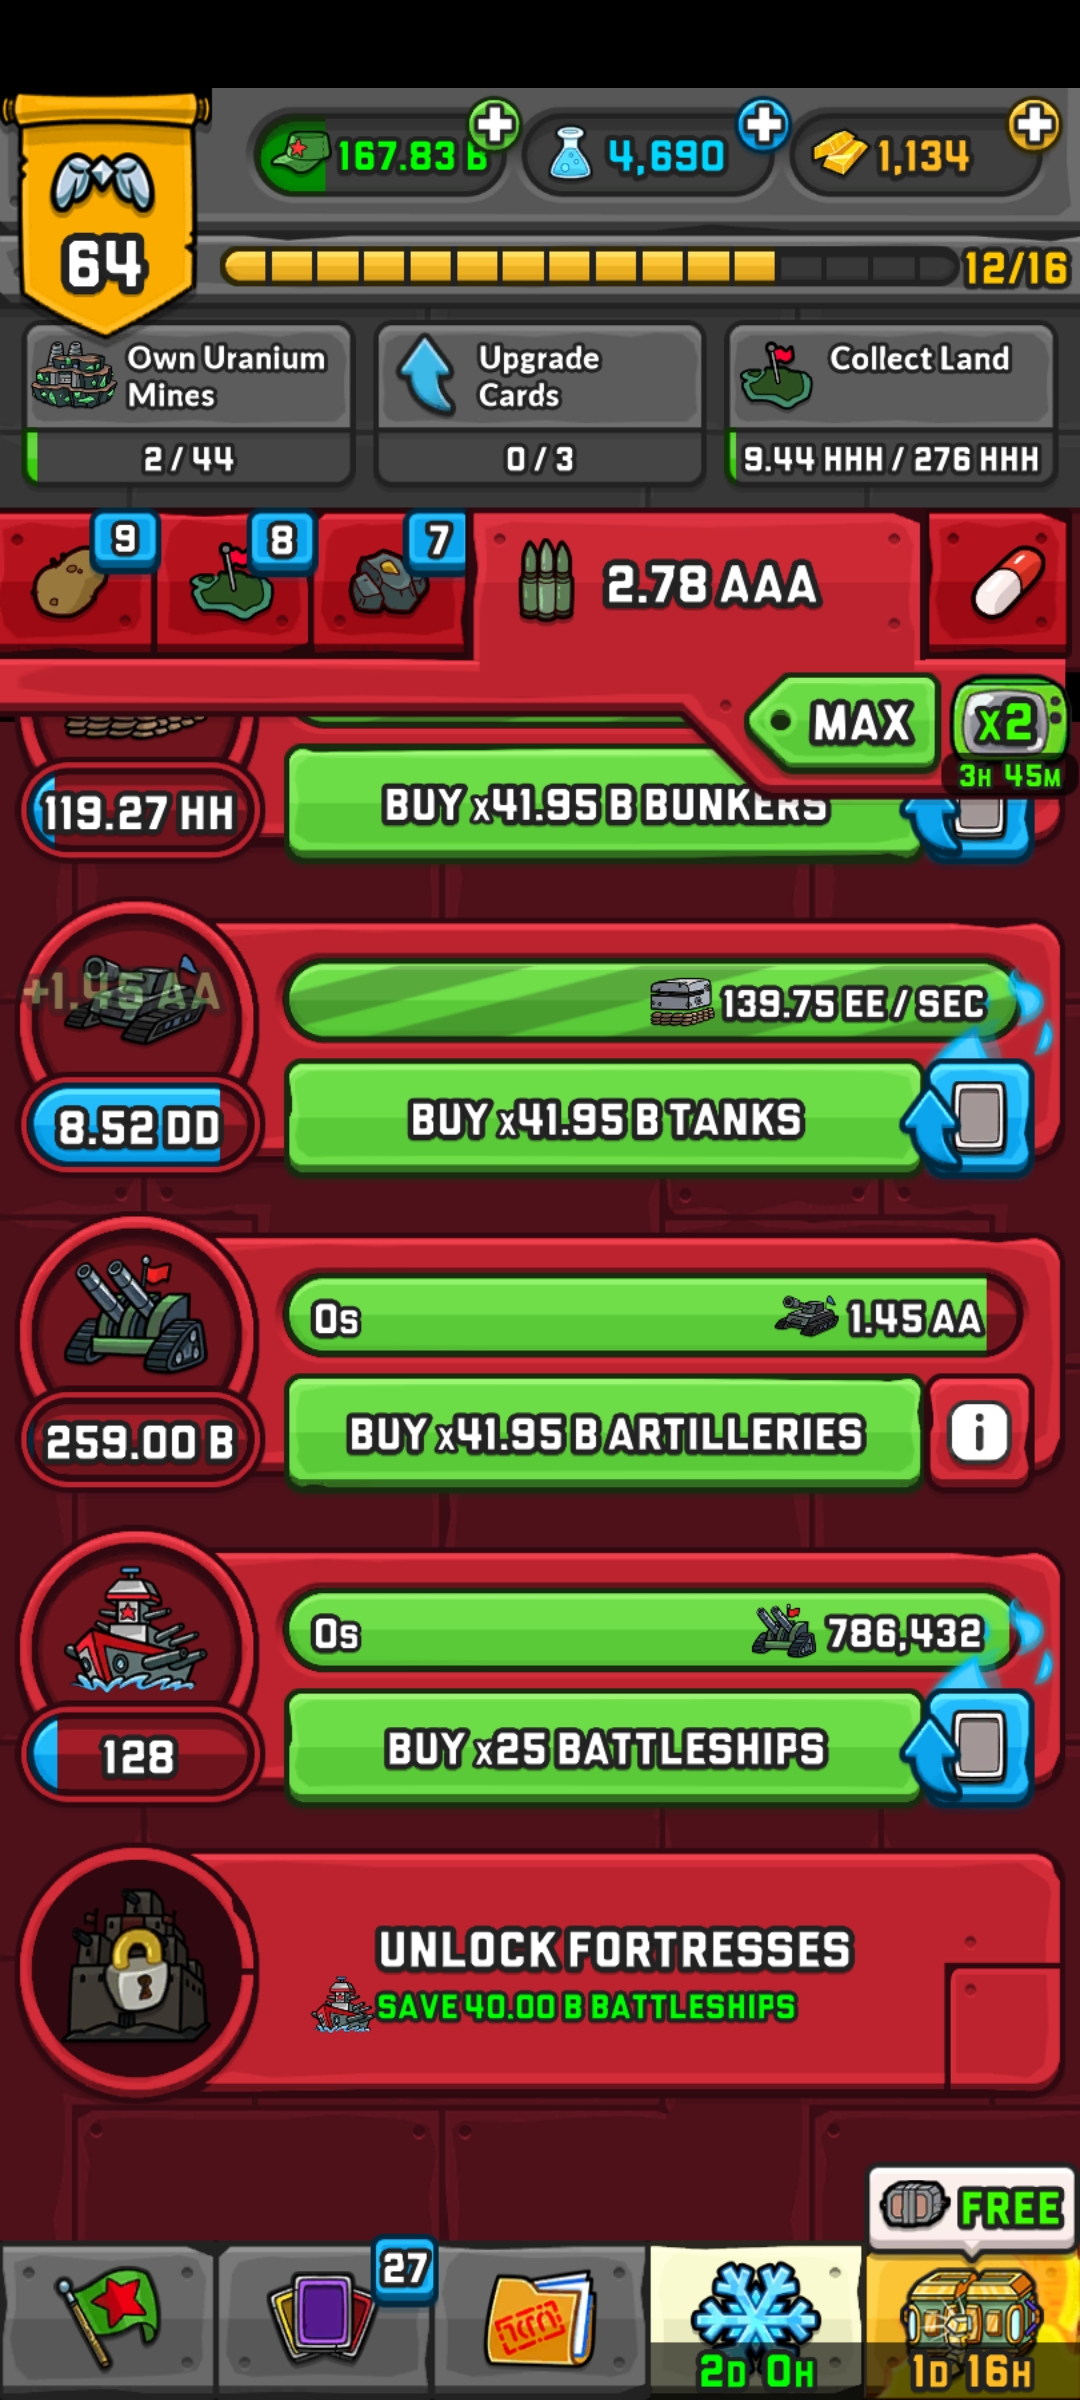 64
167.83 B
4,690
1,134
12/16
Own Uranium
Mines
2 / 44
Upgrade
Cards
0 / 3
Collect Land
9.44 HHH / 276 HHH
9
8
7
2.78 AAA
MAX
x2
3H 45M
119.27 HH
BUY x41.95 B BUNKERS
+1.45 AA
139.75 EE / SEC
8.52 DD
BUY x41.95 B TANKS
0s
1.45 AA
259.00 B
BUY x41.95 B ARTILLERIES
i
0s
786,432
128
BUY x25 BATTLESHIPS
UNLOCK FORTRESSES
SAVE 40.00 B BATTLESHIPS
FREE
27
2D 0H
1D 16H